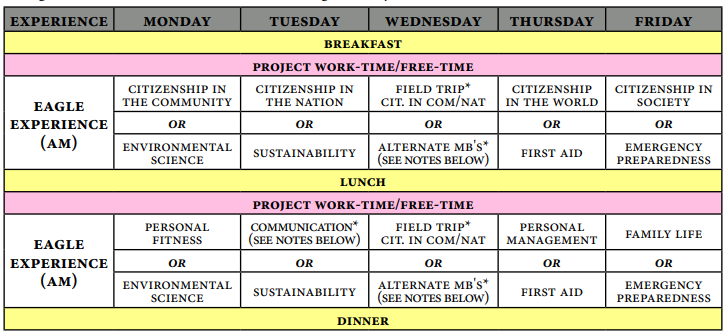 EXPERIENCE MONDAY TUESDAY WEDNESDAY THURSDAY FRIDAY
BREAKFAST
PROJECT WORK-TIME/FREE-TIME
EAGLE
EXPERIENCE
(AM)
CITIZENSHIP IN
THE COMMUNITY
CITIZENSHIP IN
THE NATION
FIELD TRIP*
CIT. IN COM/NAT
CITIZENSHIP
IN THE WORLD
CITIZENSHIP IN
SOCIETY
OR OR OR OR OR
ENVIRONMENTAL
SCIENCE
SUSTAINABILITY
ALTERNATE MB'S*
(SEE NOTES BELOW)
FIRST AID
EMERGENCY
PREPAREDNESS
LUNCH
PROJECT WORK-TIME/FREE-TIME
EAGLE
EXPERIENCE
(AM)
PERSONAL
FITNESS
COMMUNICATION*
(SEE NOTES BELOW)
FIELD TRIP*
CIT. IN COM/NAT
PERSONAL
MANAGEMENT
FAMILY LIFE
OR OR OR OR OR
ENVIRONMENTAL
SCIENCE
SUSTAINABILITY
ALTERNATE MB'S*
(SEE NOTES BELOW)
FIRST AID
EMERGENCY
PREPAREDNESS
DINNER